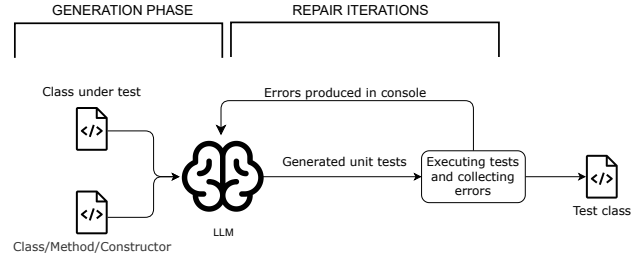 GENERATION PHASE
REPAIR ITERATIONS
Class under test
Errors produced in console
</>
Generated unit tests
Executing tests
and collecting
errors
</>
</>
LLM
Test class
Class/Method/Constructor